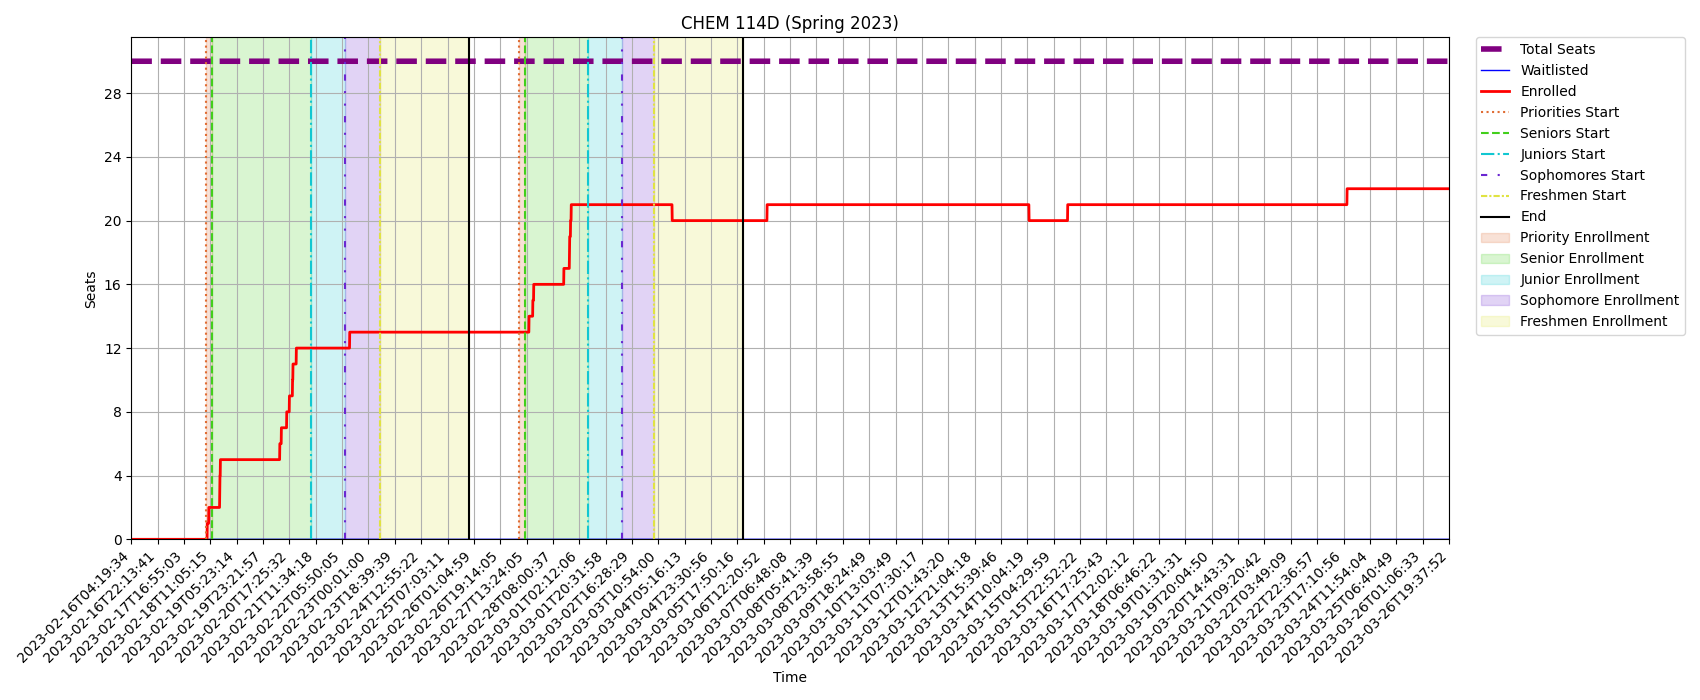 CHEM 114D (Spring 2023)
Seats
28
24
20
16
12
8
4
0
2023-02-16T04:19:34
2023-02-16T22:13:41
2023-02-17T16:55:03
2023-02-18T11:05:15
2023-02-19T05:23:14
2023-02-19T23:21:57
2023-02-20T17:25:32
2023-02-21T11:34:18
2023-02-22T05:50:05
2023-02-23T00:01:00
2023-02-23T18:39:39
2023-02-24T12:55:22
2023-02-25T07:03:11
2023-02-26T01:04:59
2023-02-26T19:14:05
2023-02-27T13:24:05
2023-02-28T08:00:37
2023-03-01T02:12:06
2023-03-01T20:31:58
2023-03-02T16:28:29
2023-03-03T10:54:00
2023-03-04T05:16:13
2023-03-04T23:30:56
2023-03-05T17:50:16
2023-03-06T12:20:52
2023-03-07T06:48:08
2023-03-08T05:41:39
2023-03-08T23:58:55
2023-03-09T18:24:49
2023-03-10T13:03:49
2023-03-11T07:30:17
2023-03-12T01:43:20
2023-03-12T21:04:18
2023-03-13T15:39:46
2023-03-14T10:04:19
2023-03-15T04:29:59
2023-03-15T22:52:22
2023-03-16T17:25:43
2023-03-17T12:02:12
2023-03-18T06:46:22
2023-03-19T01:31:31
2023-03-19T20:04:50
2023-03-20T14:43:31
2023-03-21T09:20:42
2023-03-22T03:49:09
2023-03-22T22:36:57
2023-03-23T17:10:56
2023-03-24T11:54:04
2023-03-25T06:40:49
2023-03-26T01:06:33
2023-03-26T19:37:52
Time
Total Seats
Waitlisted
Enrolled
Priorities Start
Seniors Start
Juniors Start
Sophomores Start
Freshmen Start
End
Priority Enrollment
Senior Enrollment
Junior Enrollment
Sophomore Enrollment
Freshmen Enrollment